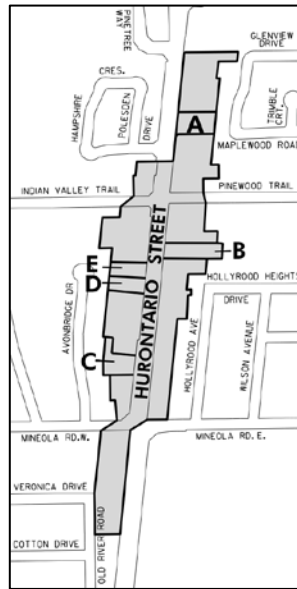 PINETREE
WAY
GLENVIEW
DRIVE
CRES.
HAMPSHIRE
POLESDEN
DRIVE
TRIMBLE
CRT.
A
MAPLEWOOD ROAD
INDIAN VALLEY TRAIL
PINEWOOD TRAIL
HURONTARIO STREET
B
E
D
HOLLYROOD HEIGHTS
DRIVE
AVONBRIDGE DR
HOLLYROOD AVE
WILSON AVENUE
C
MINEOLA RD.W.
MINEOLA RD. E.
VERONICA DRIVE
OLD RIVER ROAD
COTTON DRIVE